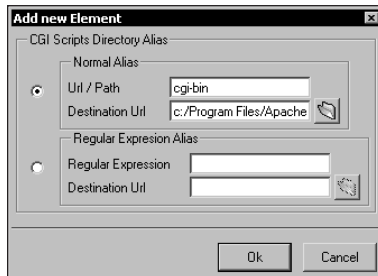 Add new Element
CGI Scripts Directory Alias
Normal Alias
Url / Path cgi-bin
Destination Url c:/Program Files/Apache
Regular Expresion Alias
Regular Expression
Destination Url
Ok Cancel